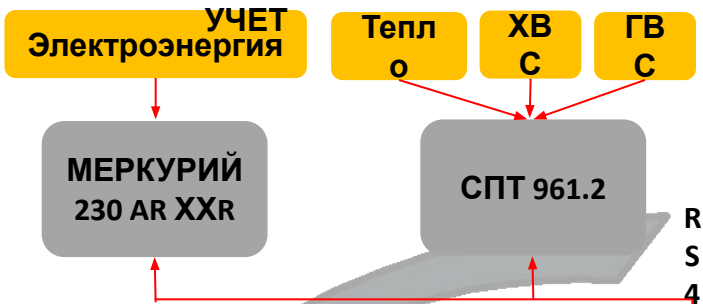 УЧЕТ
Электроэнергия
Тепл
о
ХВ
С
ГВ
С
МЕРКУРИЙ
230 AR XXR
СПТ 961.2
R
S
4